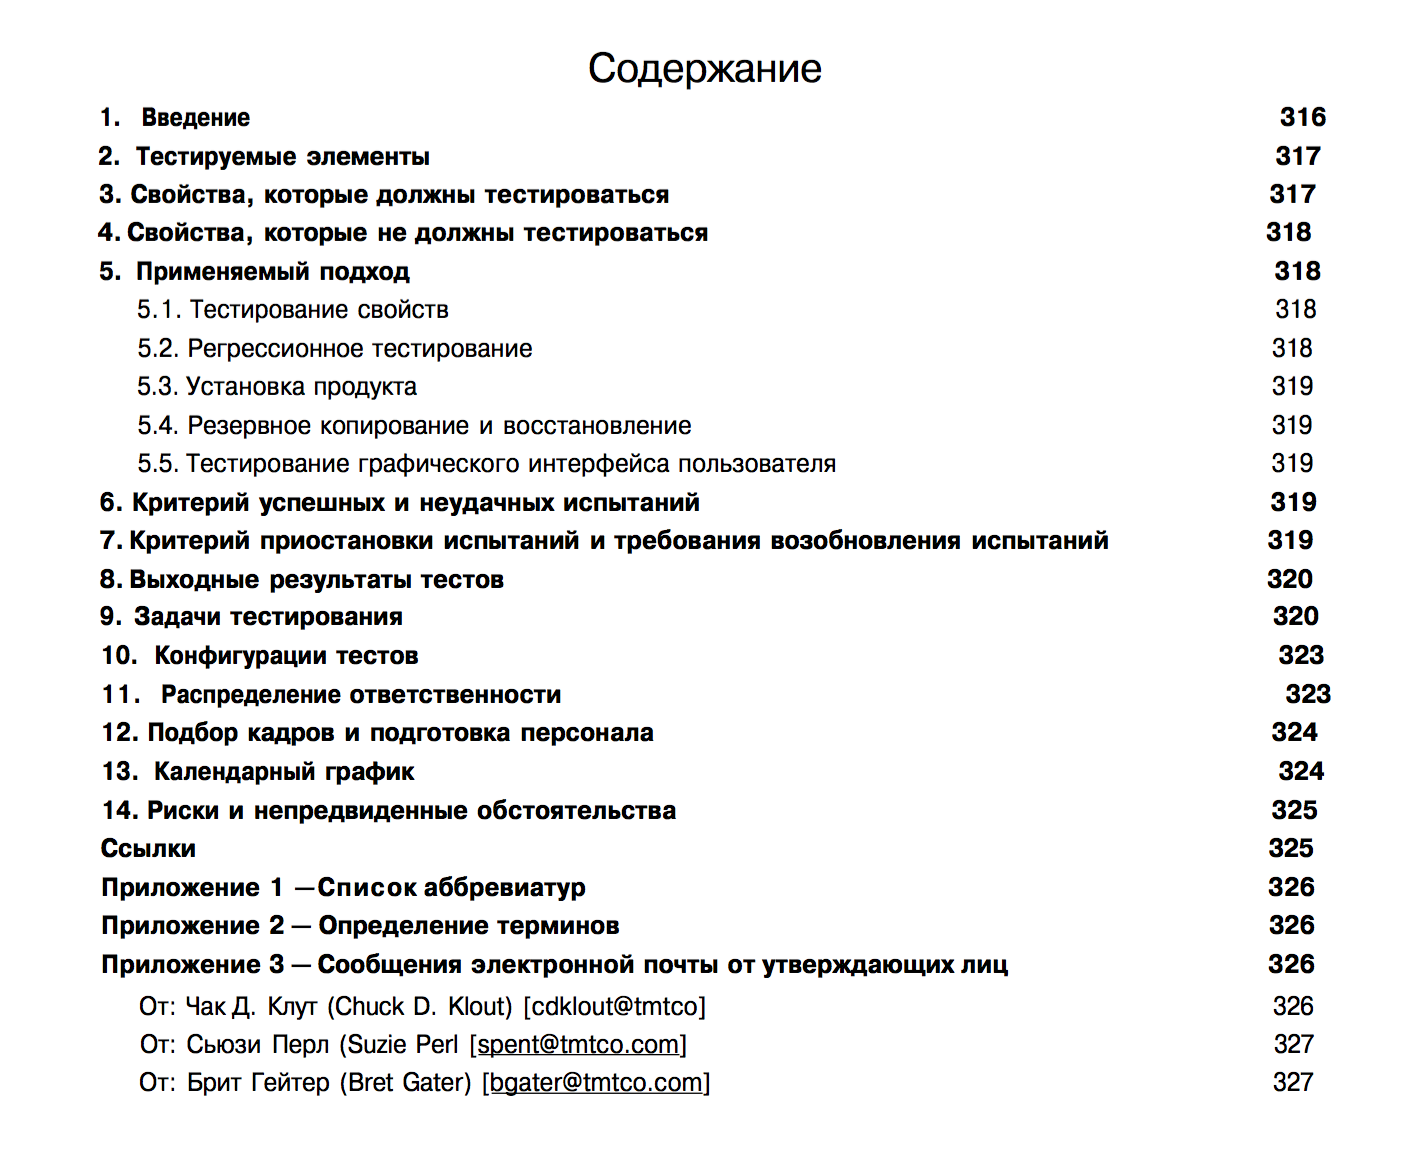 Содержание
1. Введение 316
2. Тестируемые элементы 317
3. Свойства, которые должны тестироваться 317
4. Свойства, которые не должны тестироваться 318
5. Применяемый подход 318
5.1. Тестирование свойств 318
5.2. Регрессионное тестирование 318
5.3. Установка продукта 319
5.4. Резервное копирование и восстановление 319
5.5. Тестирование графического интерфейса пользователя 319
6. Критерий успешных и неудачных испытаний 319
7. Критерий приостановки испытаний и требования возобновления испытаний 319
8. Выходные результаты тестов 320
9. Задачи тестирования 320
10. Конфигурации тестов 323
11. Распределение ответственности 323
12. Подбор кадров и подготовка персонала 324
13. Календарный график 324
14. Риски и непредвиденные обстоятельства 325
Ссылки 325
Приложение 1 —Список аббревиатур 326
Приложение 2 — Определение терминов 326
Приложение 3 — Сообщения электронной почты от утверждающих лиц 326
От: Чак Д. Клут (Chuck D. Klout) [cdklout@tmtco] 326
От: Сьюзи Перл (Suzie Perl [spent@tmtco.com] 327
От: Брит Гейтер (Bret Gater) [bgater@tmtco.com] 327